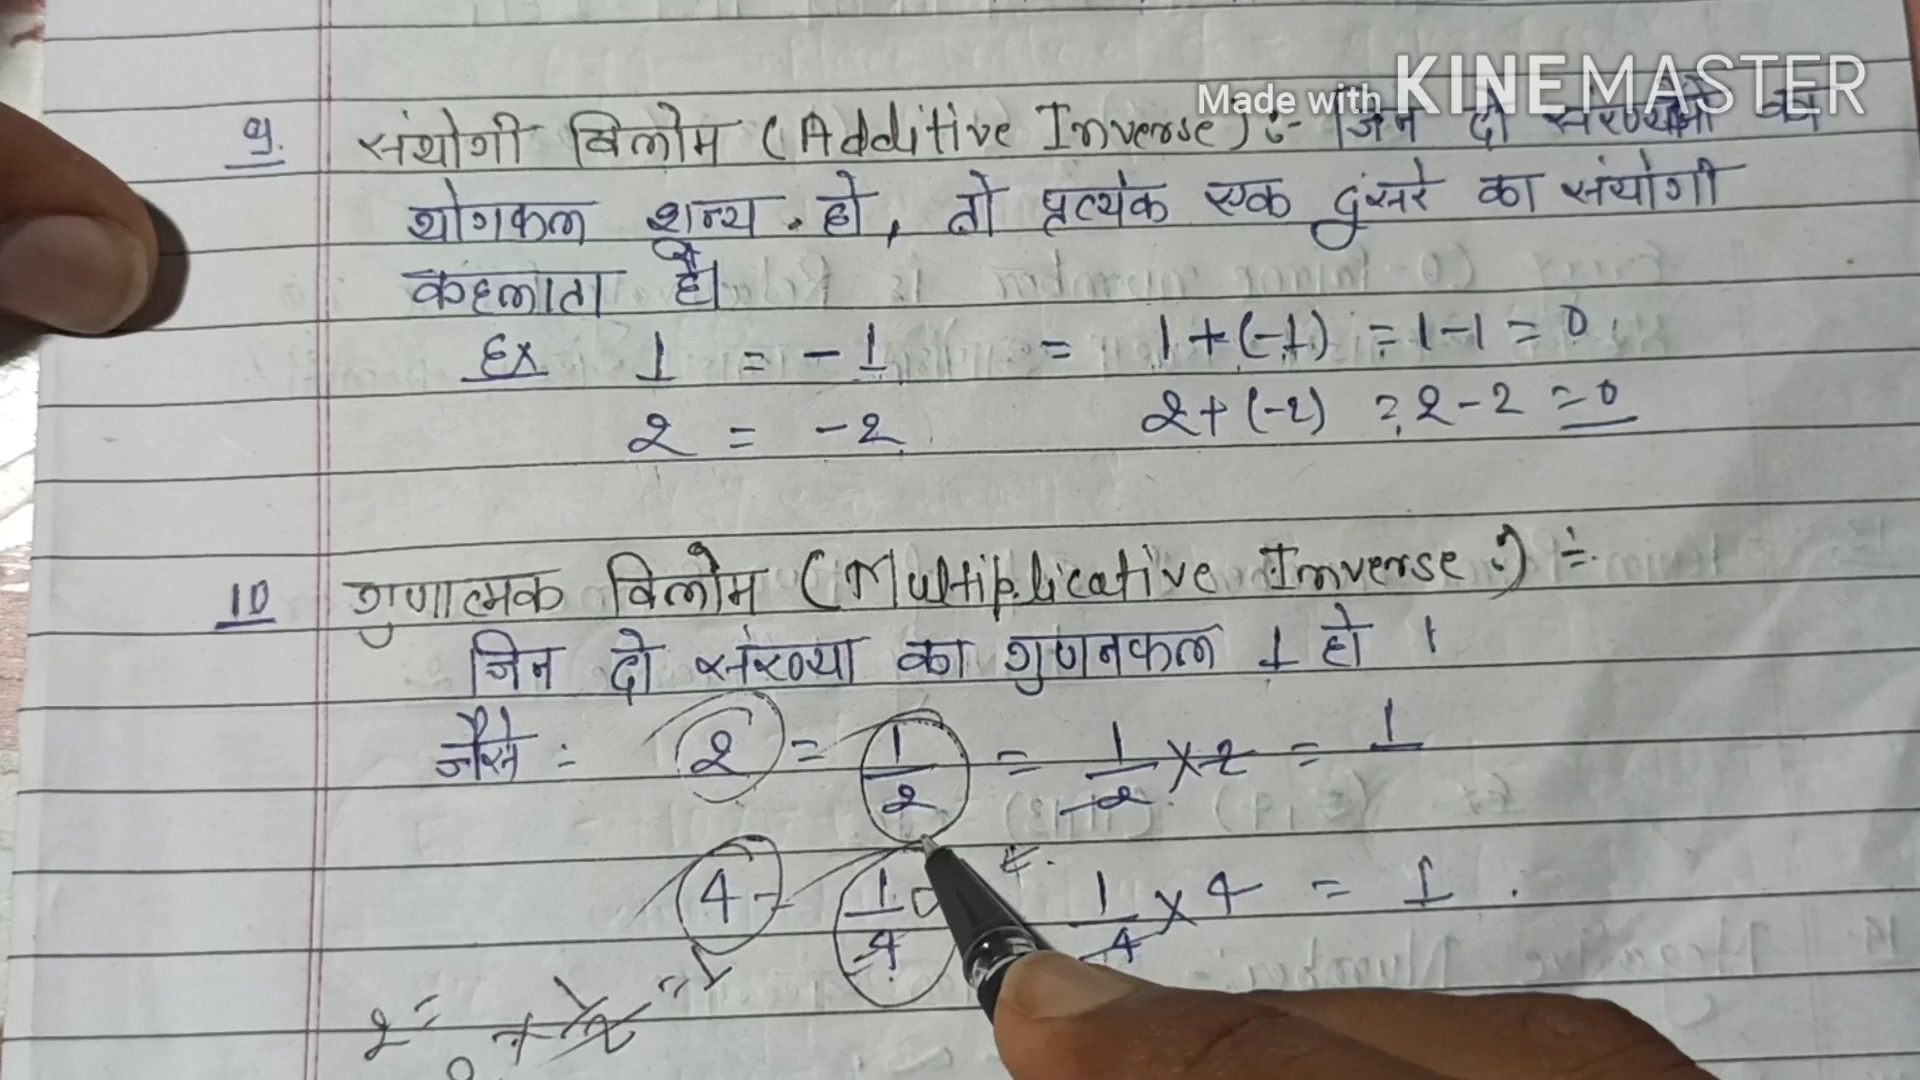 Made with KINEMASTER
9. संयोगी विलोम (Additive Inverse) :- जिन दो संख्याओ का
योगफल शून्य हो, तो प्रत्येक एक दुसरे का संयोगी
कहलाता है।
Ex 1 = -1 = 1+(-1) = 1-1 = 0
2 = -2 2+(-2) = 2-2 = 0
10 गुणात्मक विलोम (Multiplicative Inverse) :-
जिन दो संख्या का गुणनफल 1 हो ।
जैसे : 2 = 1/2 = 1/2 × 2 = 1
4 - 1/4 1/4 × 4 = 1